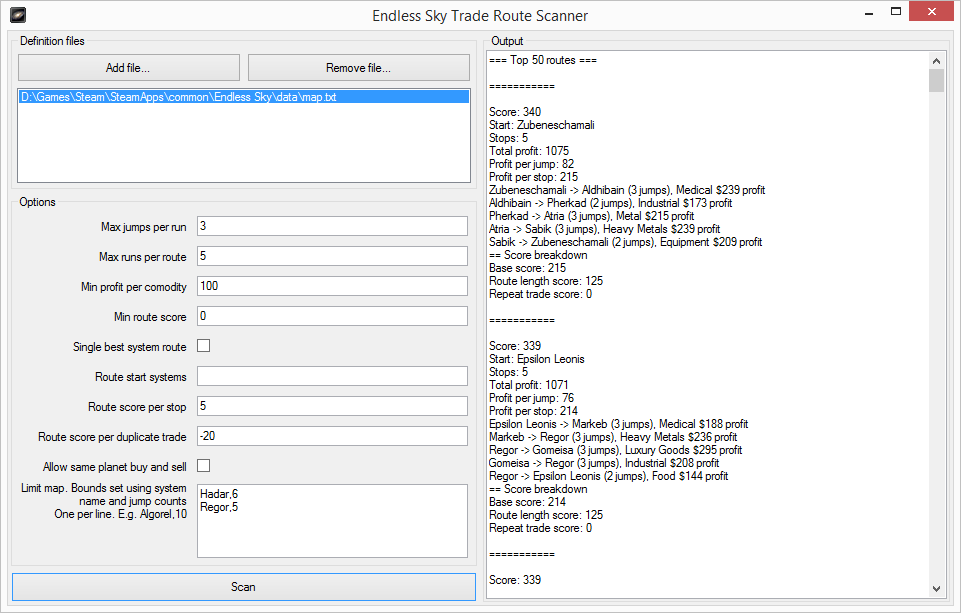 Endless Sky Trade Route Scanner
Definition files
Add file...
Remove file...
D:\Games\Steam\SteamApps\common\Endless Sky\data\map.txt
Options
Max jumps per run
3
Max runs per route
5
Min profit per comodity
100
Min route score
0
Single best system route
Route start systems
Route score per stop
5
Route score per duplicate trade
-20
Allow same planet buy and sell
Limit map. Bounds set using system
name and jump counts
One per line. E.g. Algorel,10
Hadar,6
Regor,5
Scan
Output
=== Top 50 routes ===
===========
Score: 340
Start: Zubeneschamali
Stops: 5
Total profit: 1075
Profit per jump: 82
Profit per stop: 215
Zubeneschamali -> Aldhibain (3 jumps), Medical $239 profit
Aldhibain -> Pherkad (2 jumps), Industrial $173 profit
Pherkad -> Atria (3 jumps), Metal $215 profit
Atria -> Sabik (3 jumps), Heavy Metals $239 profit
Sabik -> Zubeneschamali (2 jumps), Equipment $209 profit
== Score breakdown
Base score: 215
Route length score: 125
Repeat trade score: 0
===========
Score: 339
Start: Epsilon Leonis
Stops: 5
Total profit: 1071
Profit per jump: 76
Profit per stop: 214
Epsilon Leonis -> Markeb (3 jumps), Medical $188 profit
Markeb -> Regor (3 jumps), Heavy Metals $236 profit
Regor -> Gomeisa (3 jumps), Luxury Goods $295 profit
Gomeisa -> Regor (3 jumps), Industrial $208 profit
Regor -> Epsilon Leonis (2 jumps), Food $144 profit
== Score breakdown
Base score: 214
Route length score: 125
Repeat trade score: 0
===========
Score: 339